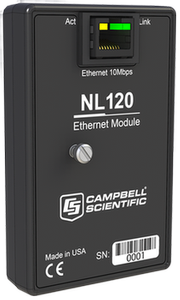 Act Link
Ethernet 10Mbps
NL120
Ethernet Module
CAMPBELL
SCIENTIFIC
Made in USA
CE SN: 0001